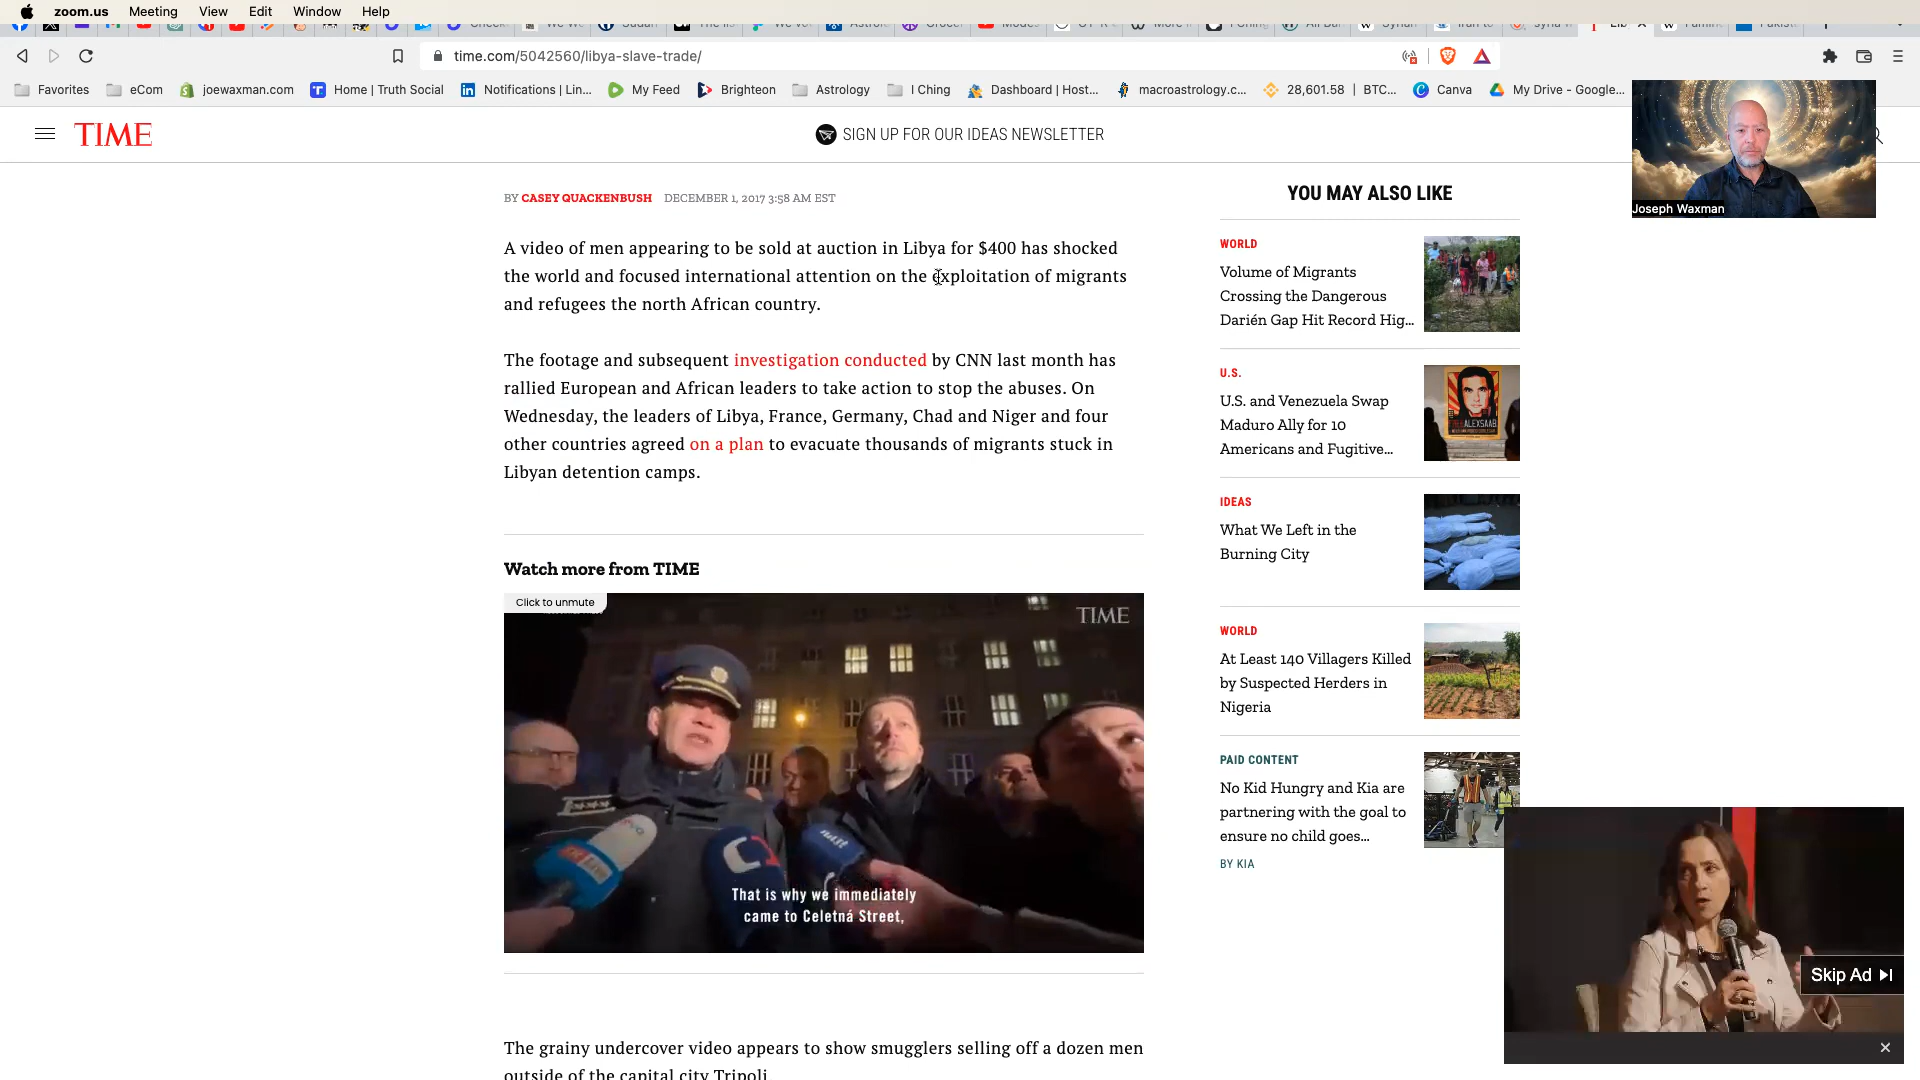 zoom.us Meeting View Edit Window Help
time.com/5042560/libya-slave-trade/
Favorites eCom joewaxman.com Home | Truth Social Notifications | Lin... My Feed Brighteon Astrology I Ching Dashboard | Host... macroastrology.c... 28,601.58 | BTC... Canva My Drive - Google...
TIME
SIGN UP FOR OUR IDEAS NEWSLETTER
Joseph Waxman
BY CASEY QUACKENBUSH DECEMBER 1, 2017 3:58 AM EST
A video of men appearing to be sold at auction in Libya for $400 has shocked
the world and focused international attention on the exploitation of migrants
and refugees the north African country.
The footage and subsequent investigation conducted by CNN last month has
rallied European and African leaders to take action to stop the abuses. On
Wednesday, the leaders of Libya, France, Germany, Chad and Niger and four
other countries agreed on a plan to evacuate thousands of migrants stuck in
Libyan detention camps.
Watch more from TIME
Click to unmute
TIME
That is why we immediately
came to Celetná Street,
The grainy undercover video appears to show smugglers selling off a dozen men
outside of the capital city Tripoli.
YOU MAY ALSO LIKE
WORLD
Volume of Migrants
Crossing the Dangerous
Darién Gap Hit Record Hig...
U.S.
U.S. and Venezuela Swap
Maduro Ally for 10
Americans and Fugitive...
IDEAS
What We Left in the
Burning City
WORLD
At Least 140 Villagers Killed
by Suspected Herders in
Nigeria
PAID CONTENT
No Kid Hungry and Kia are
partnering with the goal to
ensure no child goes...
BY KIA
Skip Ad